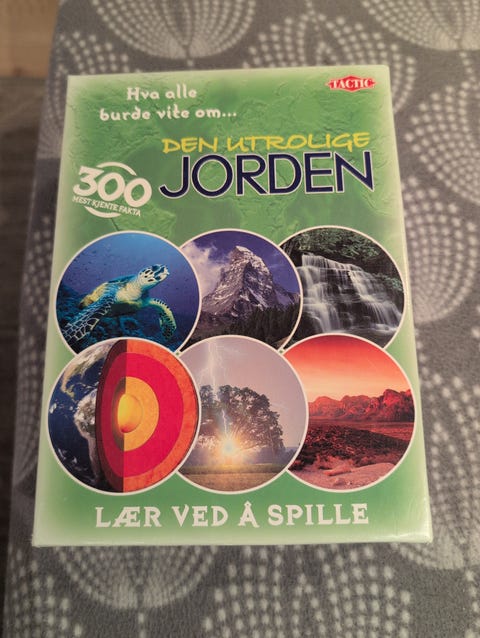 Hva alle
burde vite om...
TACTIC
DEN UTROLIGE
JORDEN
300
MEST KJENTE FAKTA
LÆR VED Å SPILLE